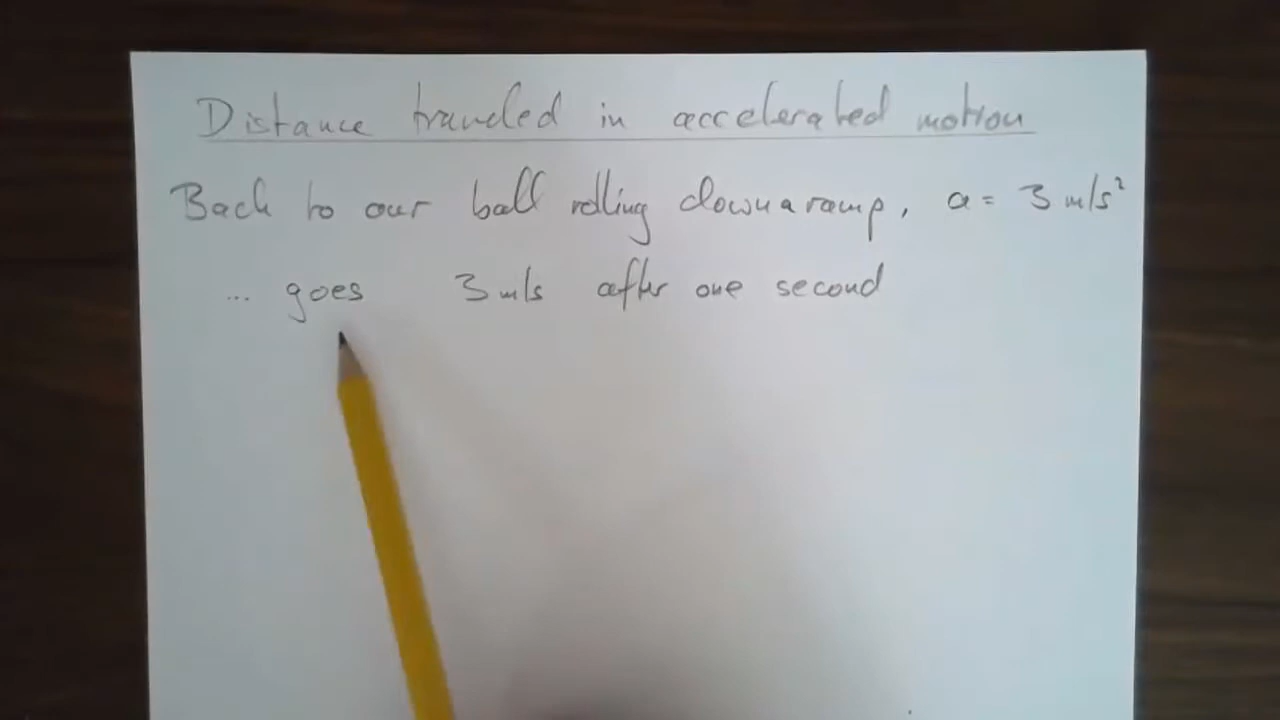 Distance traveled in accelerated motion
Back to our ball rolling down a ramp, a = 3 m/s²
... goes 3 m/s after one second